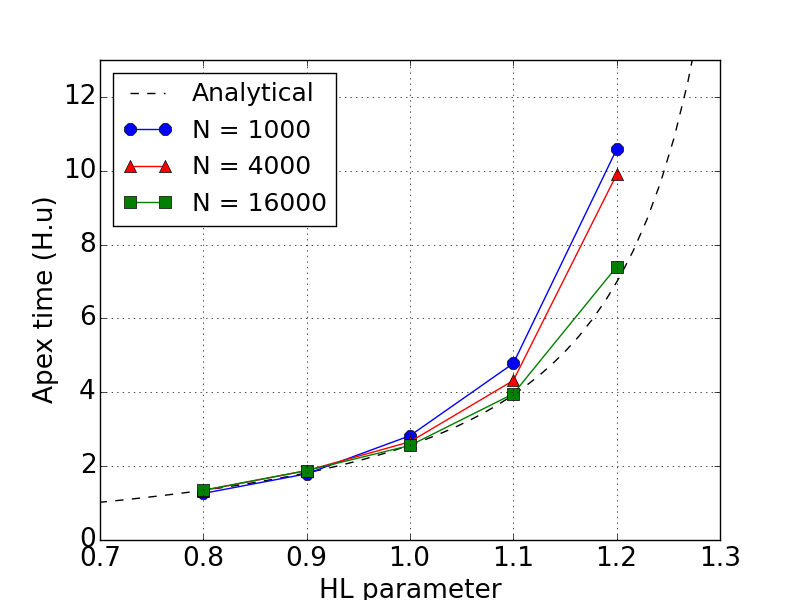 Analytical
N = 1000
N = 4000
N = 16000
12
10
8
6
4
2
0
Apex time (H.u)
0.7 0.8 0.9 1.0 1.1 1.2 1.3
HL parameter